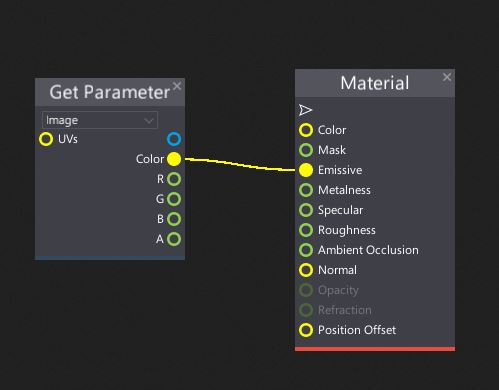 Get Parameter
Image
UVs
Color
R
G
B
A
Material
Color
Mask
Emissive
Metalness
Specular
Roughness
Ambient Occlusion
Normal
Opacity
Refraction
Position Offset